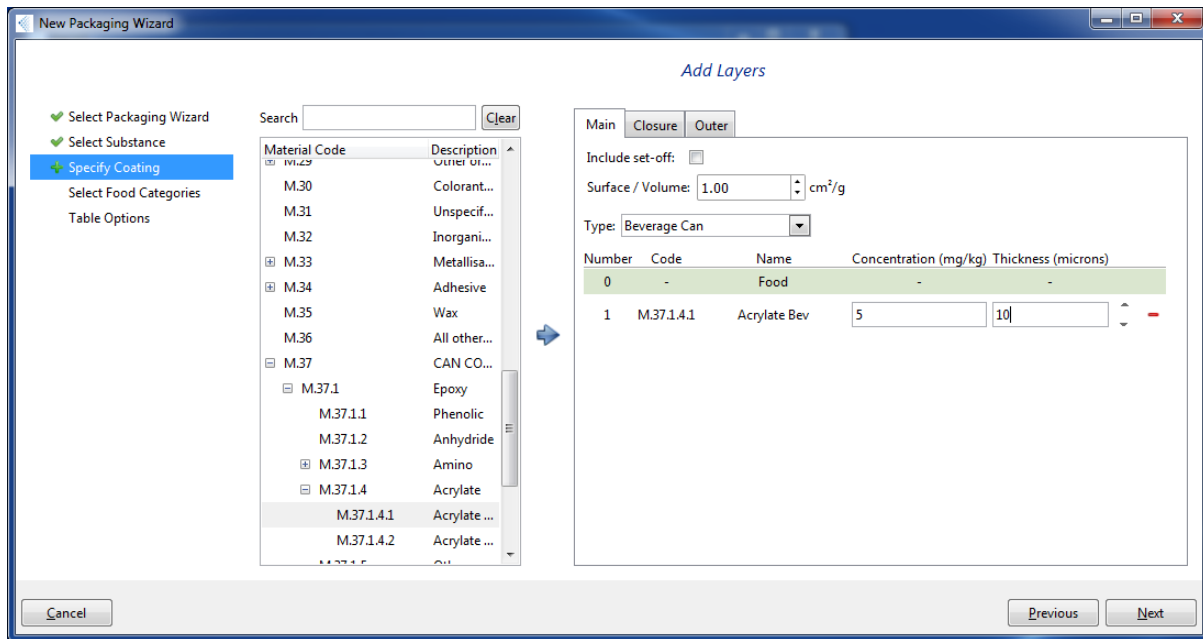 New Packaging Wizard
Add Layers
Select Packaging Wizard
Select Substance
Specify Coating
Select Food Categories
Table Options
Search Clear
Material Code Description
M.29 Other or...
M.30 Colorant...
M.31 Unspecif...
M.32 Inorgani...
M.33 Metallisa...
M.34 Adhesive
M.35 Wax
M.36 All other...
M.37 CAN CO...
M.37.1 Epoxy
M.37.1.1 Phenolic
M.37.1.2 Anhydride
M.37.1.3 Amino
M.37.1.4 Acrylate
M.37.1.4.1 Acrylate ...
M.37.1.4.2 Acrylate ...
Main Closure Outer
Include set-off:
Surface / Volume: 1.00 cm²/g
Type: Beverage Can
Number Code Name Concentration (mg/kg) Thickness (microns)
0 - Food - -
1 M.37.1.4.1 Acrylate Bev 5 10
Cancel Previous Next